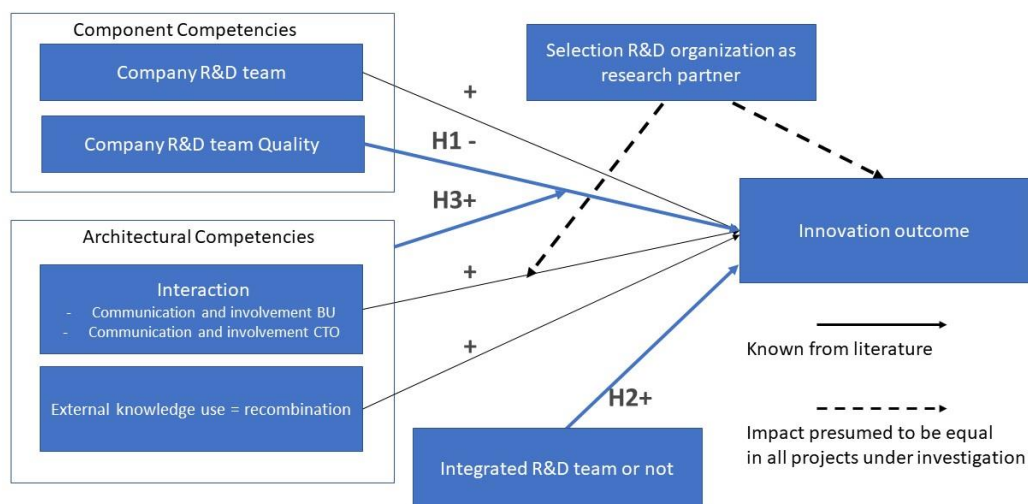 Component Competencies
Company R&D team
Company R&D team Quality
Architectural Competencies
Interaction
- Communication and involvement BU
- Communication and involvement CTO
External knowledge use = recombination
+
H1 -
H3+
+
+
H2+
Selection R&D organization as
research partner
Innovation outcome
Integrated R&D team or not
Known from literature
Impact presumed to be equal
in all projects under investigation